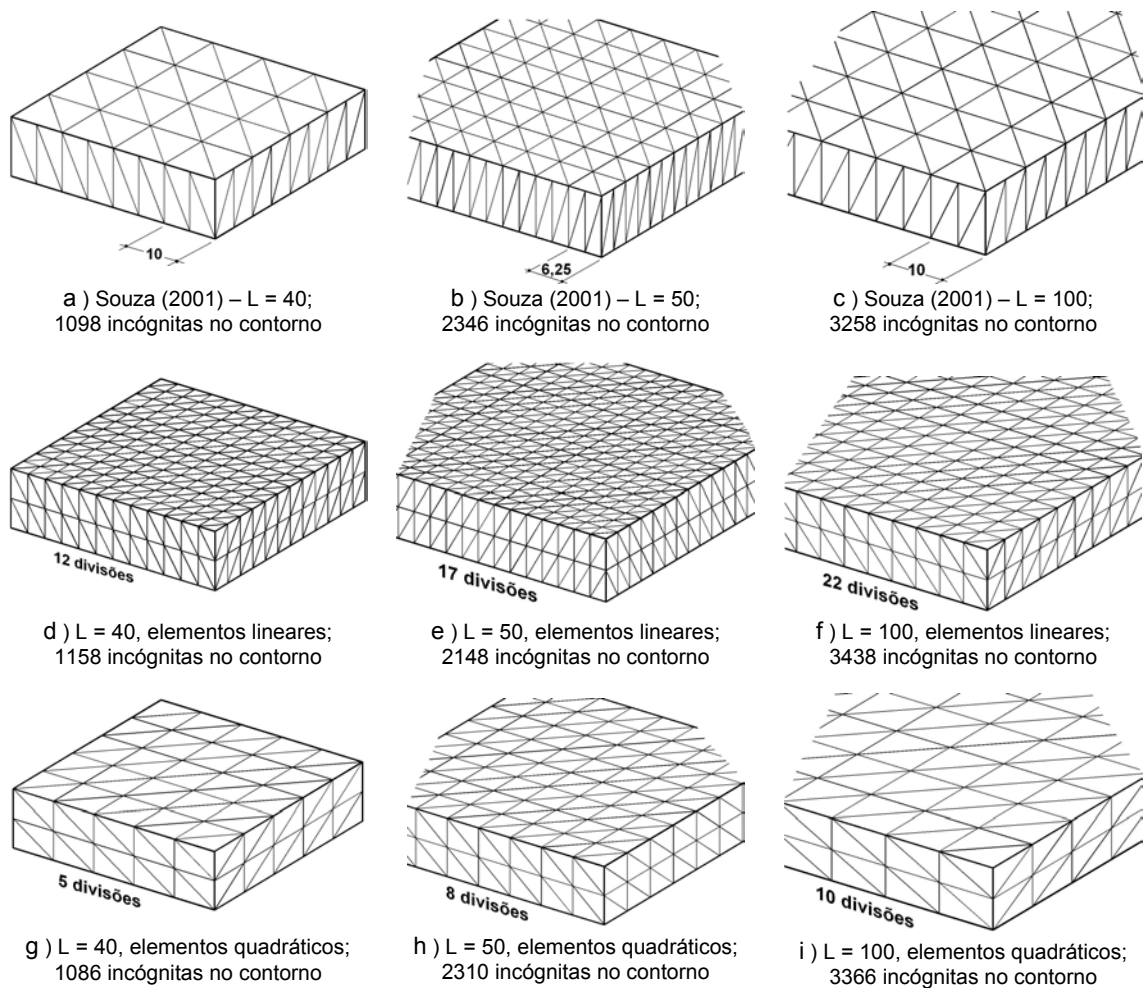 10
6,25
10
a ) Souza (2001) – L = 40;
1098 incógnitas no contorno
b ) Souza (2001) – L = 50;
2346 incógnitas no contorno
c ) Souza (2001) – L = 100;
3258 incógnitas no contorno
12 divisões
17 divisões
22 divisões
d ) L = 40, elementos lineares;
1158 incógnitas no contorno
e ) L = 50, elementos lineares;
2148 incógnitas no contorno
f ) L = 100, elementos lineares;
3438 incógnitas no contorno
5 divisões
8 divisões
10 divisões
g ) L = 40, elementos quadráticos;
1086 incógnitas no contorno
h ) L = 50, elementos quadráticos;
2310 incógnitas no contorno
i ) L = 100, elementos quadráticos;
3366 incógnitas no contorno